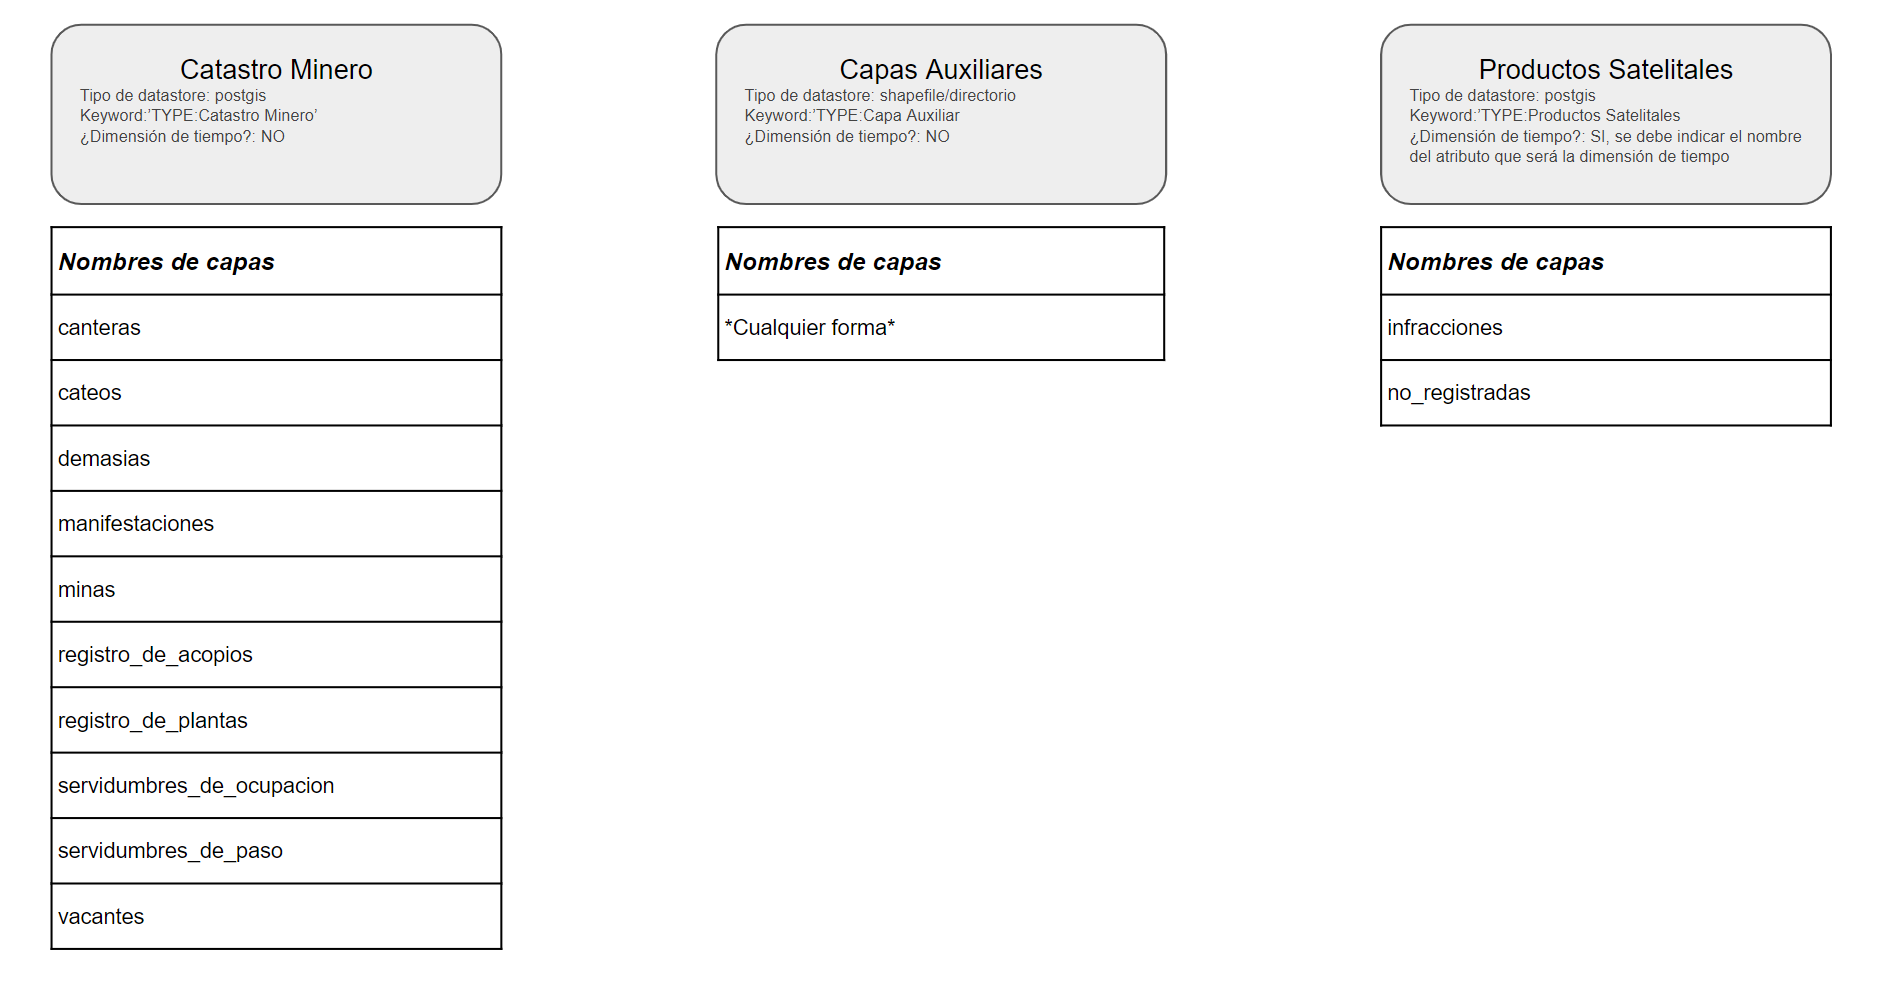 Catastro Minero
Tipo de datastore: postgis
Keyword:’TYPE:Catastro Minero’
¿Dimensión de tiempo?: NO
Nombres de capas
canteras
cateos
demasias
manifestaciones
minas
registro_de_acopios
registro_de_plantas
servidumbres_de_ocupacion
servidumbres_de_paso
vacantes
Capas Auxiliares
Tipo de datastore: shapefile/directorio
Keyword:’TYPE:Capa Auxiliar
¿Dimensión de tiempo?: NO
Nombres de capas
*Cualquier forma*
Productos Satelitales
Tipo de datastore: postgis
Keyword:’TYPE:Productos Satelitales
¿Dimensión de tiempo?: SI, se debe indicar el nombre
del atributo que será la dimensión de tiempo
Nombres de capas
infracciones
no_registradas